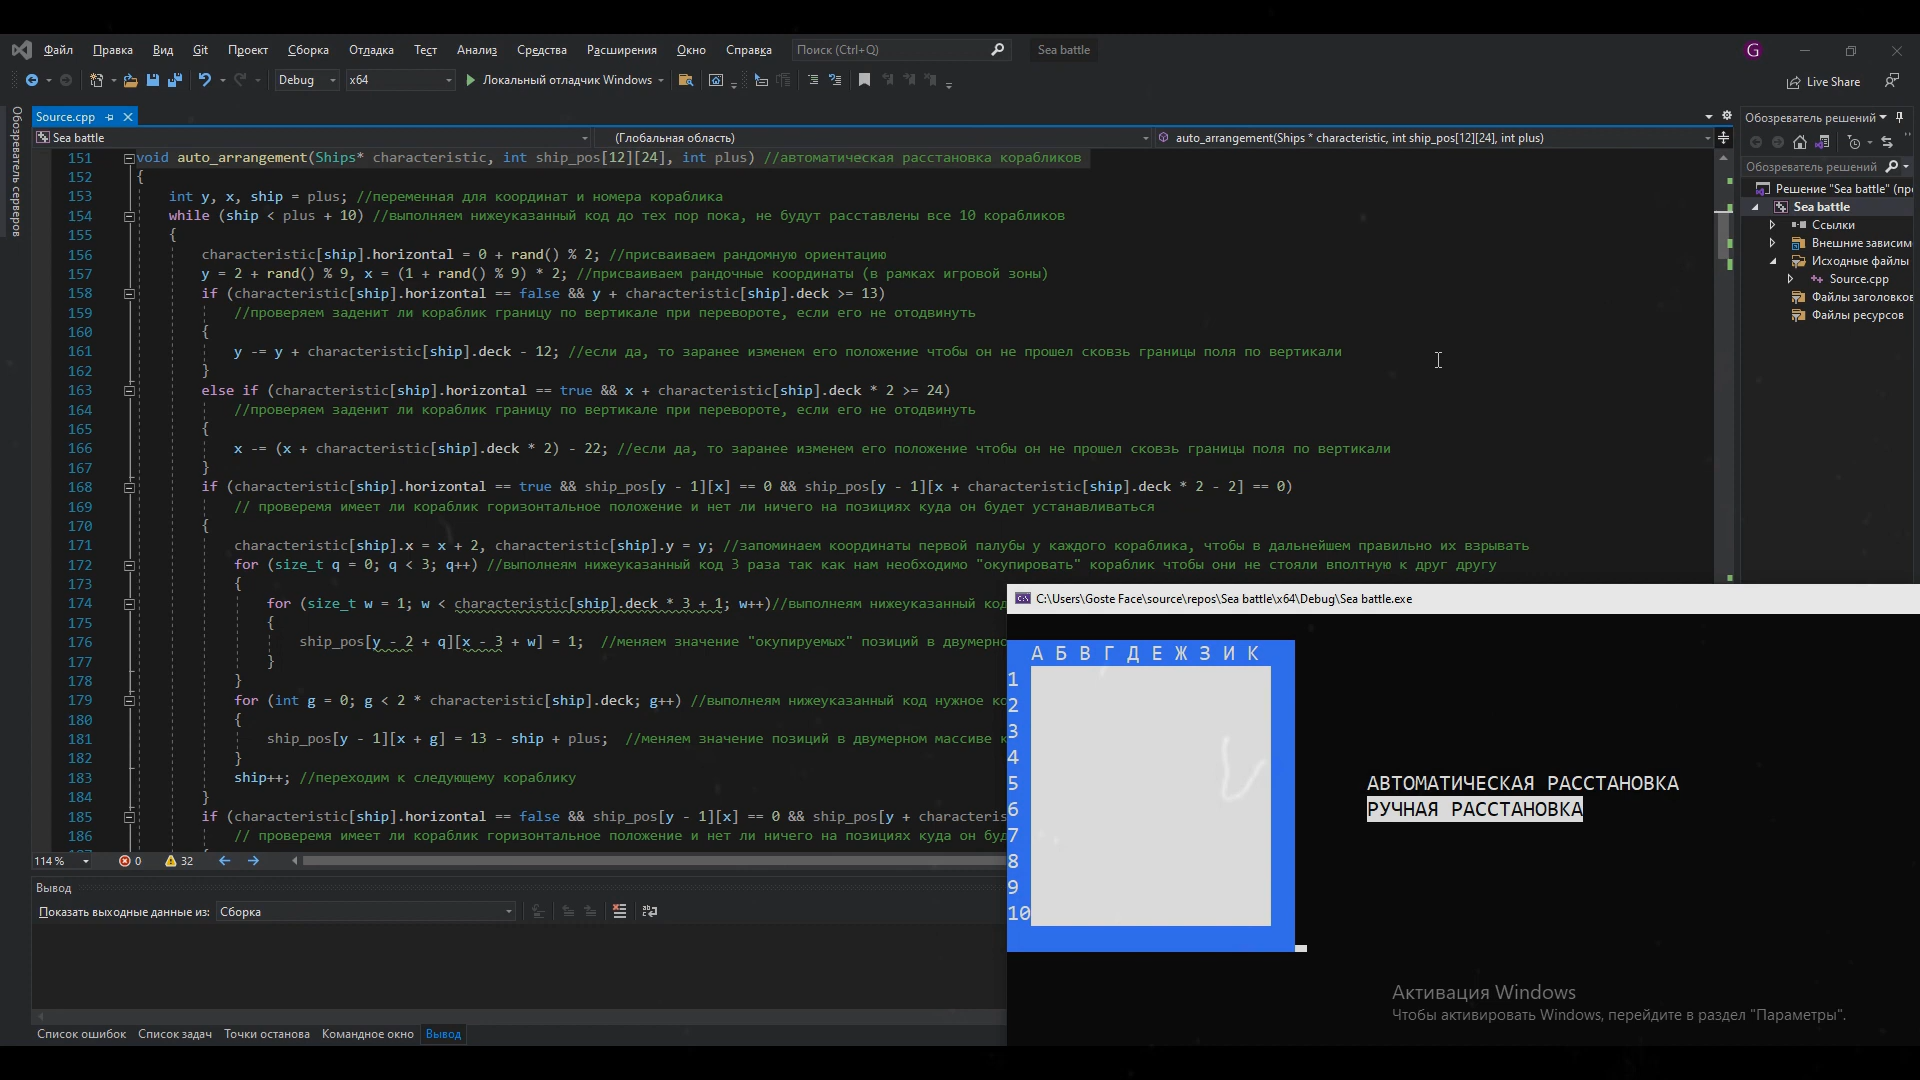 Файл Правка Вид Git Проект Сборка Отладка Тест Анализ Средства Расширения Окно Справка Поиск (Ctrl+Q) Sea battle G
Debug x64 Локальный отладчик Windows Live Share
Обозреватель серверов
Source.cpp
Sea battle (Глобальная область) auto_arrangement(Ships * characteristic, int ship_pos[12][24], int plus)
151 void auto_arrangement(Ships* characteristic, int ship_pos[12][24], int plus) //автоматическая расстановка корабликов
152 {
153 int y, x, ship = plus; //переменная для координат и номера кораблика
154 while (ship < plus + 10) //выполняем нижеуказанный код до тех пор пока, не будут расставлены все 10 корабликов
155 {
156 characteristic[ship].horizontal = 0 + rand() % 2; //присваиваем рандомную ориентацию
157 y = 2 + rand() % 9, x = (1 + rand() % 9) * 2; //присваиваем рандочные координаты (в рамках игровой зоны)
158 if (characteristic[ship].horizontal == false && y + characteristic[ship].deck >= 13)
159 //проверяем заденит ли кораблик границу по вертикале при перевороте, если его не отодвинуть
160 {
161 y -= y + characteristic[ship].deck - 12; //если да, то заранее изменем его положение чтобы он не прошел сковзь границы поля по вертикали
162 }
163 else if (characteristic[ship].horizontal == true && x + characteristic[ship].deck * 2 >= 24)
164 //проверяем заденит ли кораблик границу по вертикале при перевороте, если его не отодвинуть
165 {
166 x -= (x + characteristic[ship].deck * 2) - 22; //если да, то заранее изменем его положение чтобы он не прошел сковзь границы поля по вертикали
167 }
168 if (characteristic[ship].horizontal == true && ship_pos[y - 1][x] == 0 && ship_pos[y - 1][x + characteristic[ship].deck * 2 - 2] == 0)
169 // проверемя имеет ли кораблик горизонтальное положение и нет ли ничего на позициях куда он будет устанавливаться
170 {
171 characteristic[ship].x = x + 2, characteristic[ship].y = y; //запоминаем координаты первой палубы у каждого кораблика, чтобы в дальнейшем правильно их взрывать
172 for (size_t q = 0; q < 3; q++) //выполнеям нижеуказанный код 3 раза так как нам необходимо "окупировать" кораблик чтобы они не стояли вполтную к друг другу
173 {
174 for (size_t w = 1; w < characteristic[ship].deck * 3 + 1; w++)//выполнеям нижеуказанный код
175 {
176 ship_pos[y - 2 + q][x - 3 + w] = 1; //меняем значение "окупируемых" позиций в двумерно
177 }
178 }
179 for (int g = 0; g < 2 * characteristic[ship].deck; g++) //выполнеям нижеуказанный код нужное ко
180 {
181 ship_pos[y - 1][x + g] = 13 - ship + plus; //меняем значение позиций в двумерном массиве к
182 }
183 ship++; //переходим к следующему кораблику
184 }
185 if (characteristic[ship].horizontal == false && ship_pos[y - 1][x] == 0 && ship_pos[y + characteris
186 // проверемя имеет ли кораблик горизонтальное положение и нет ли ничего на позициях куда он буд
114 % 0 32
Вывод
Показать выходные данные из: Сборка
Список ошибок Список задач Точки останова Командное окно Вывод
Обозреватель решений
Обозреватель решений
Решение "Sea battle" (пр
Sea battle
Ссылки
Внешние зависим
Исходные файлы
Source.cpp
Файлы заголовков
Файлы ресурсов
C:\Users\Goste Face\source\repos\Sea battle\x64\Debug\Sea battle.exe
А Б В Г Д Е Ж З И К
1
2
3
4
5
6
7
8
9
10
АВТОМАТИЧЕСКАЯ РАССТАНОВКА
РУЧНАЯ РАССТАНОВКА
Активация Windows
Чтобы активировать Windows, перейдите в раздел "Параметры".